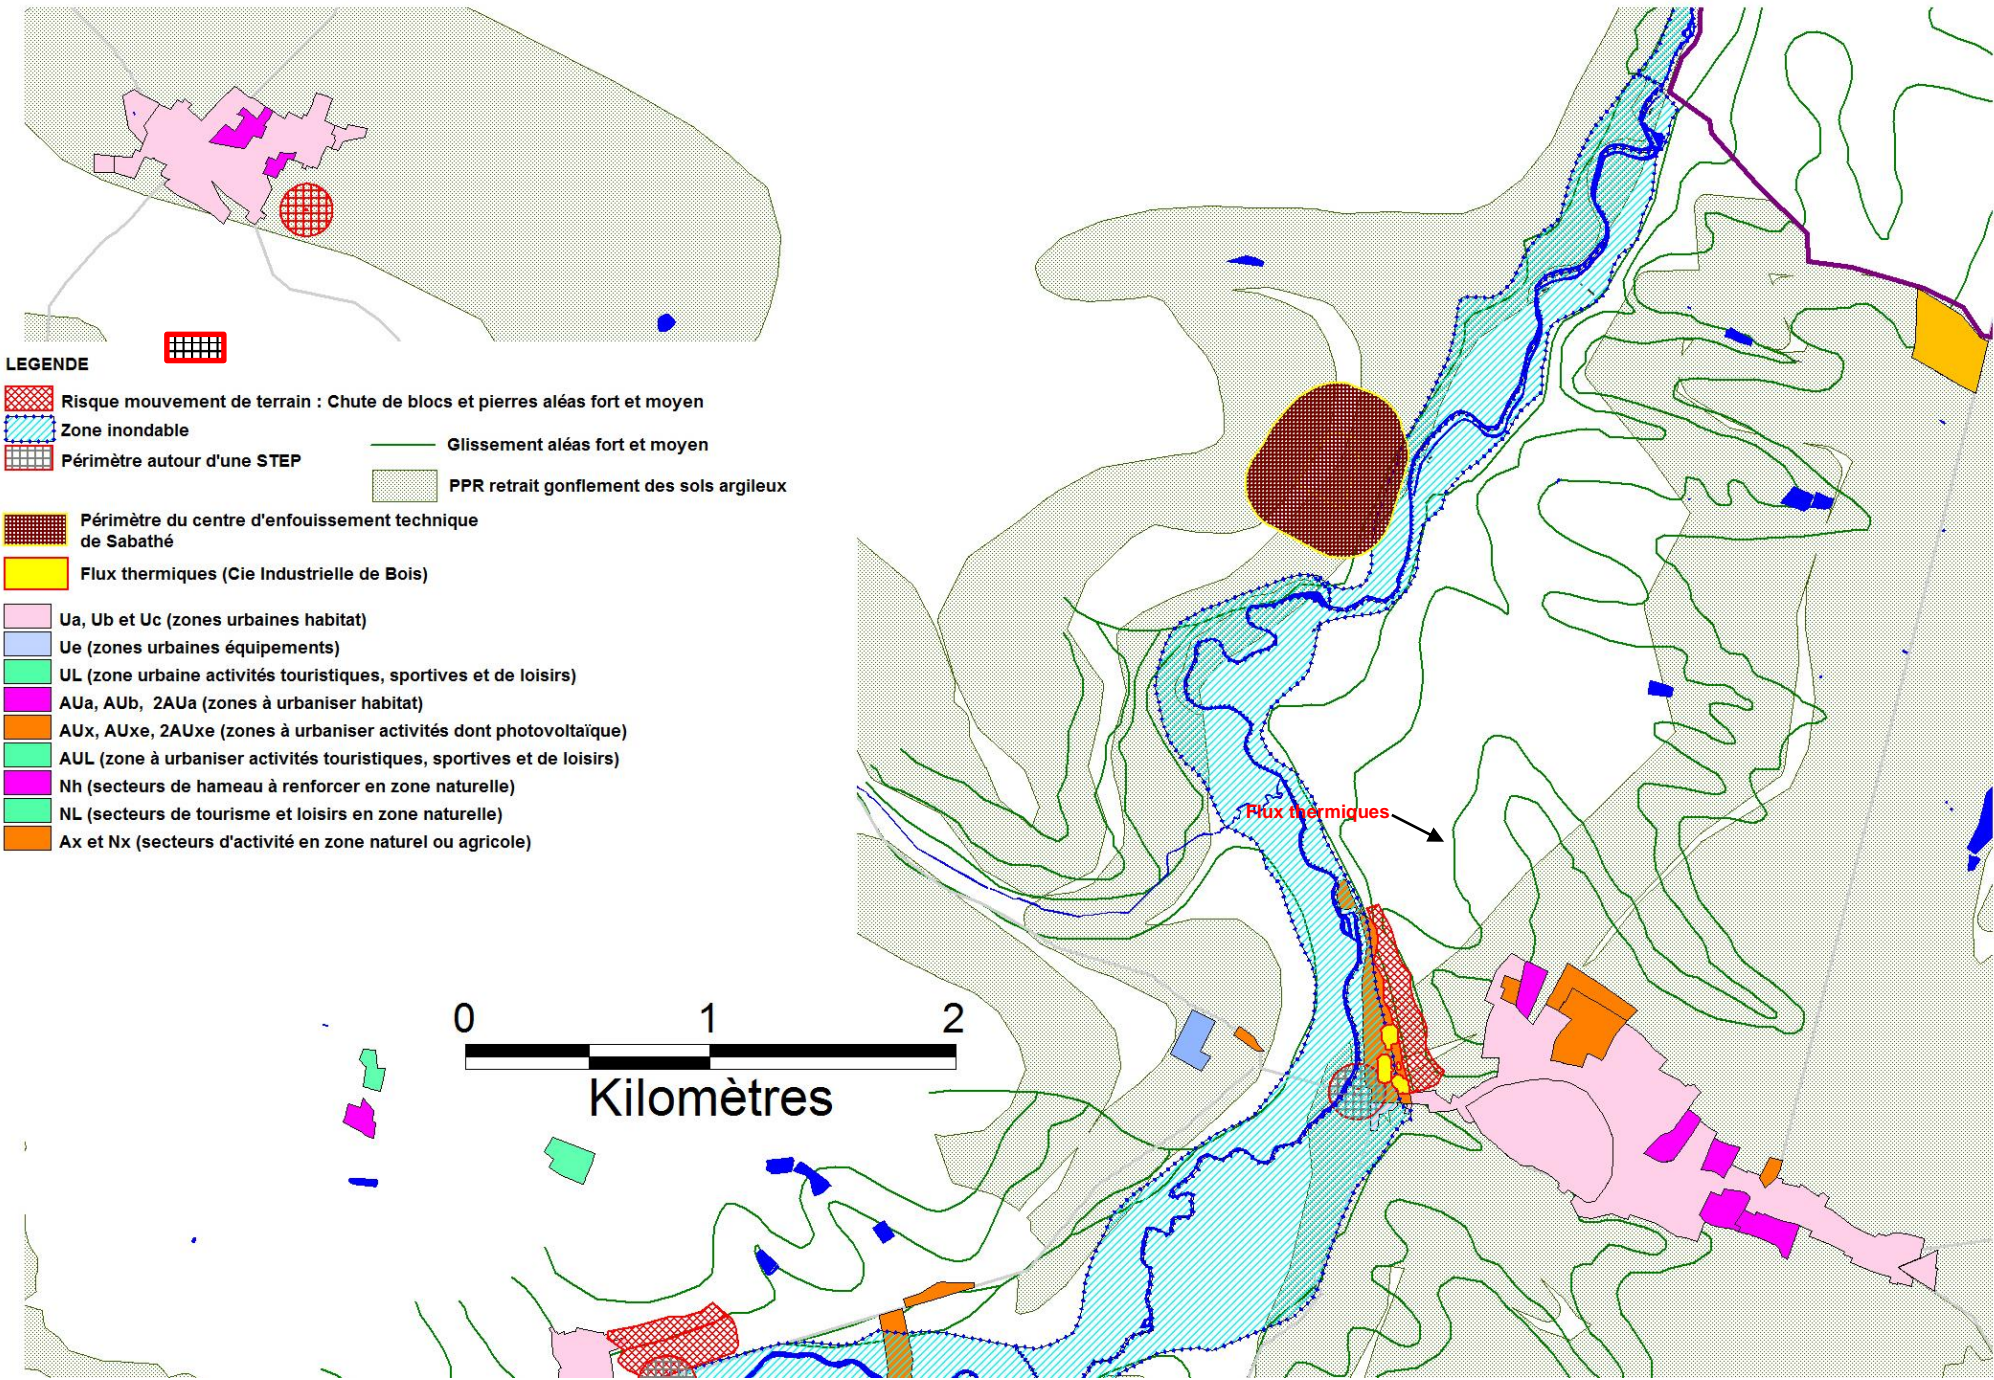 LEGENDE
Risque mouvement de terrain : Chute de blocs et pierres aléas fort et moyen
Zone inondable
Glissement aléas fort et moyen
Périmètre autour d'une STEP
PPR retrait gonflement des sols argileux
Périmètre du centre d'enfouissement technique
de Sabathé
Flux thermiques (Cie Industrielle de Bois)
Ua, Ub et Uc (zones urbaines habitat)
Ue (zones urbaines équipements)
UL (zone urbaine activités touristiques, sportives et de loisirs)
AUa, AUb, 2AUa (zones à urbaniser habitat)
AUx, AUxe, 2AUxe (zones à urbaniser activités dont photovoltaïque)
AUL (zone à urbaniser activités touristiques, sportives et de loisirs)
Nh (secteurs de hameau à renforcer en zone naturelle)
NL (secteurs de tourisme et loisirs en zone naturelle)
Ax et Nx (secteurs d'activité en zone naturel ou agricole)
Flux thermiques
0 1 2
Kilomètres